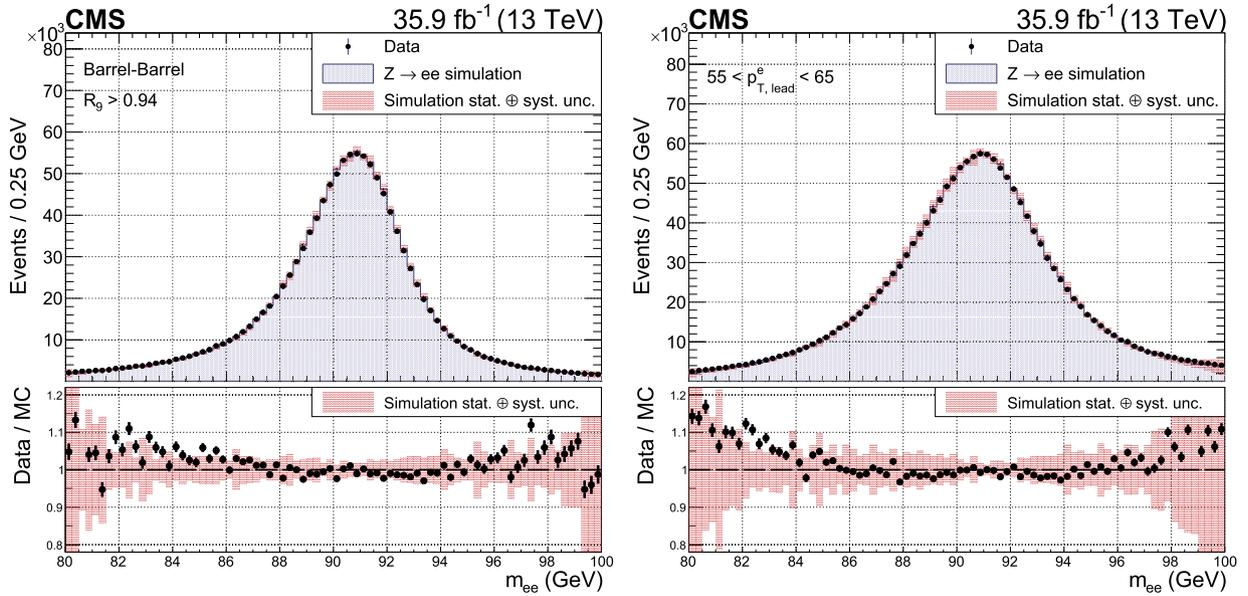 CMS 35.9 fb⁻¹ (13 TeV)
×10³
80
70
60
50
40
30
20
10
Events / 0.25 GeV
Barrel-Barrel
R₉ > 0.94
Data
Z → ee simulation
Simulation stat. ⊕ syst. unc.
1.2
1.1
1
0.9
0.8
Data / MC
Simulation stat. ⊕ syst. unc.
80 82 84 86 88 90 92 94 96 98 100
m_ee (GeV)
CMS 35.9 fb⁻¹ (13 TeV)
×10³
80
70
60
50
40
30
20
10
Events / 0.25 GeV
55 < p^e_T, lead < 65
Data
Z → ee simulation
Simulation stat. ⊕ syst. unc.
1.2
1.1
1
0.9
0.8
Data / MC
Simulation stat. ⊕ syst. unc.
80 82 84 86 88 90 92 94 96 98 100
m_ee (GeV)